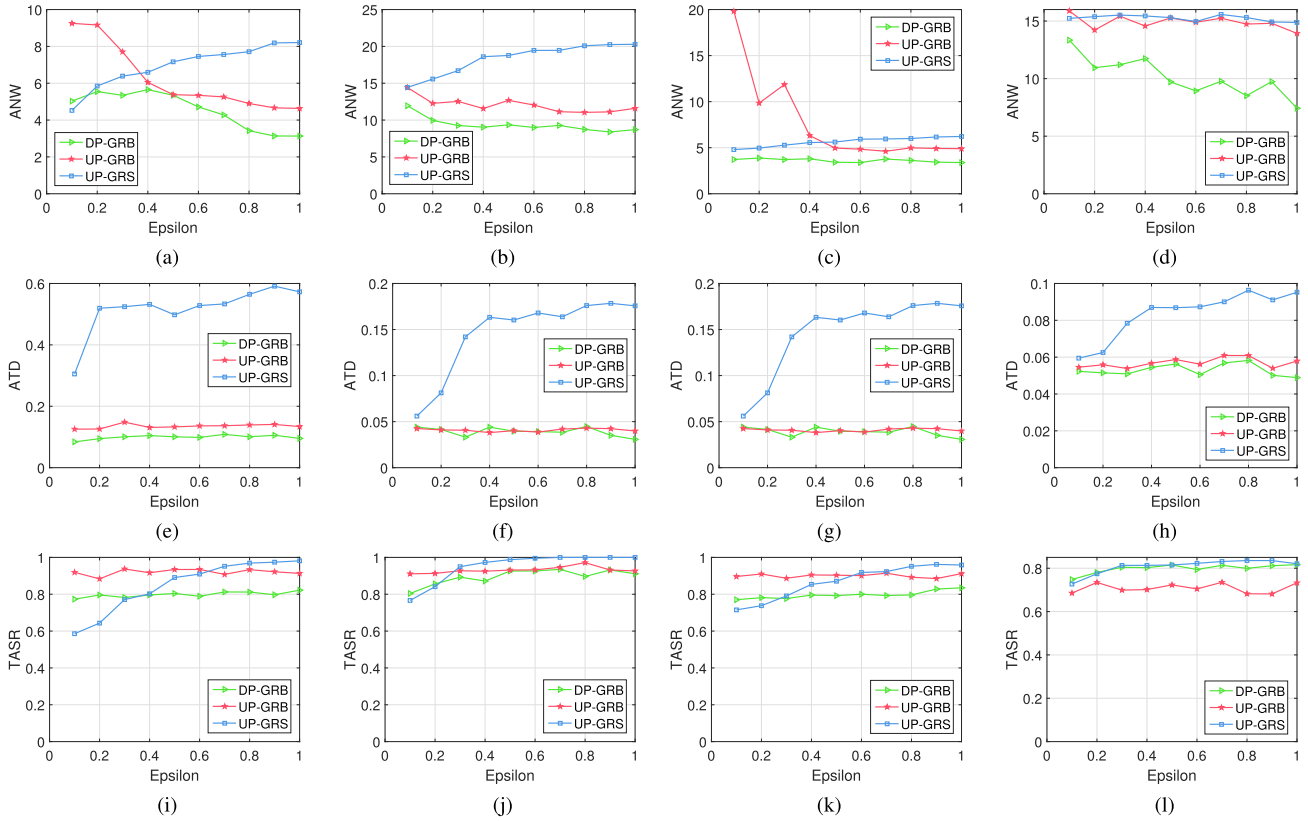 ANW
10
8
6
4
2
0
DP-GRB
UP-GRB
UP-GRS
0 0.2 0.4 0.6 0.8 1
Epsilon
(a)
ANW
25
20
15
10
5
0
DP-GRB
UP-GRB
UP-GRS
0 0.2 0.4 0.6 0.8 1
Epsilon
(b)
ANW
20
15
10
5
0
DP-GRB
UP-GRB
UP-GRS
0 0.2 0.4 0.6 0.8 1
Epsilon
(c)
ANW
15
10
5
0
DP-GRB
UP-GRB
UP-GRS
0 0.2 0.4 0.6 0.8 1
Epsilon
(d)
ATD
0.6
0.4
0.2
0
DP-GRB
UP-GRB
UP-GRS
0 0.2 0.4 0.6 0.8 1
Epsilon
(e)
ATD
0.2
0.15
0.1
0.05
0
DP-GRB
UP-GRB
UP-GRS
0 0.2 0.4 0.6 0.8 1
Epsilon
(f)
ATD
0.2
0.15
0.1
0.05
0
DP-GRB
UP-GRB
UP-GRS
0 0.2 0.4 0.6 0.8 1
Epsilon
(g)
ATD
0.1
0.08
0.06
0.04
0.02
0
DP-GRB
UP-GRB
UP-GRS
0 0.2 0.4 0.6 0.8 1
Epsilon
(h)
TASR
1
0.8
0.6
0.4
0.2
0
DP-GRB
UP-GRB
UP-GRS
0 0.2 0.4 0.6 0.8 1
Epsilon
(i)
TASR
1
0.8
0.6
0.4
0.2
0
DP-GRB
UP-GRB
UP-GRS
0 0.2 0.4 0.6 0.8 1
Epsilon
(j)
TASR
1
0.8
0.6
0.4
0.2
0
DP-GRB
UP-GRB
UP-GRS
0 0.2 0.4 0.6 0.8 1
Epsilon
(k)
TASR
0.8
0.6
0.4
0.2
0
DP-GRB
UP-GRB
UP-GRS
0 0.2 0.4 0.6 0.8 1
Epsilon
(l)